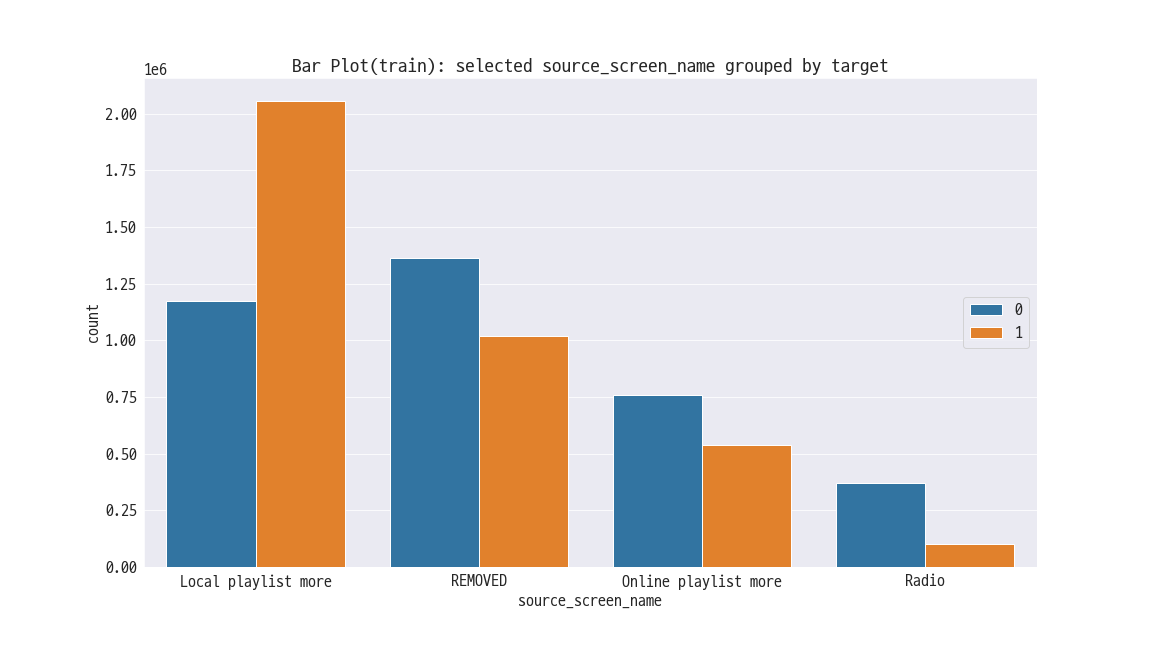 Bar Plot(train): selected source_screen_name grouped by target
1e6
2.00
1.75
1.50
1.25
1.00
0.75
0.50
0.25
0.00
count
0
1
Local playlist more REMOVED Online playlist more Radio
source_screen_name